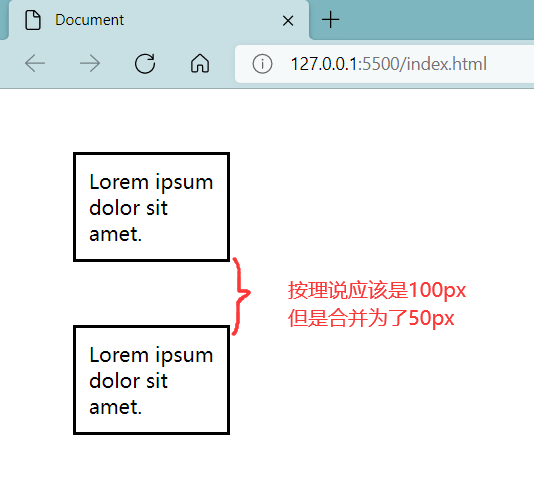 Document
127.0.0.1:5500/index.html
Lorem ipsum
dolor sit
amet.
按理说应该是100px
但是合并为了50px
Lorem ipsum
dolor sit
amet.